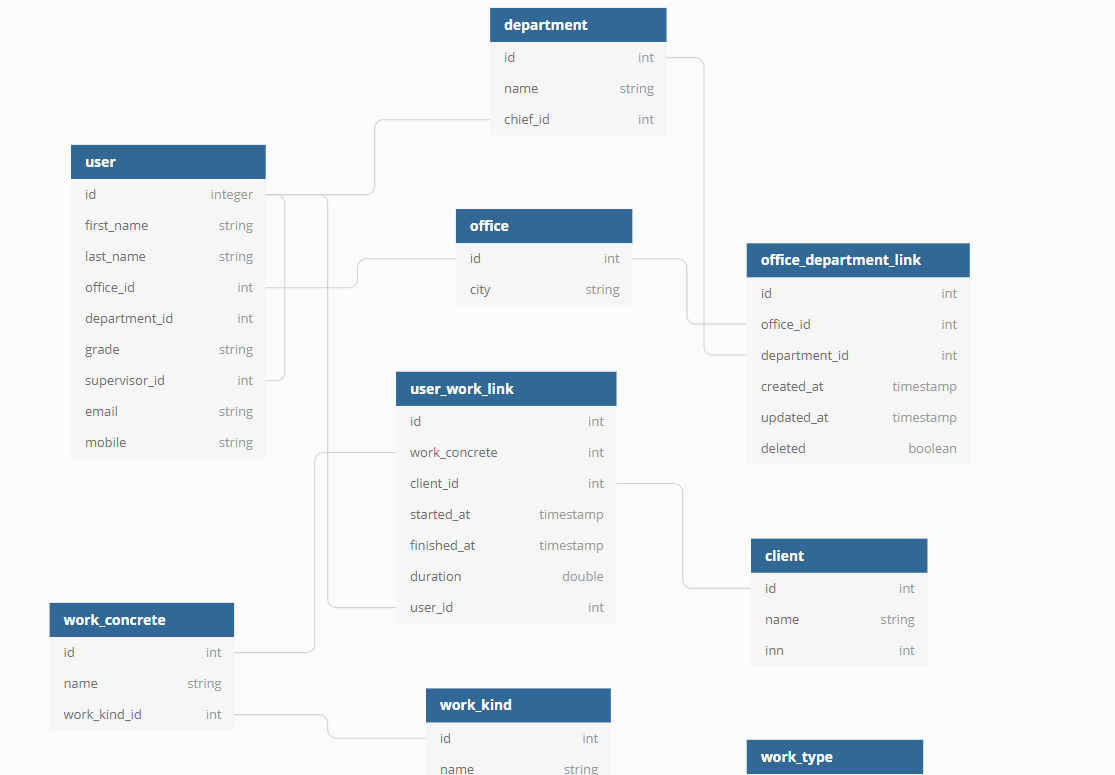 department
id int
name string
chief_id int
user
id integer
first_name string
last_name string
office_id int
department_id int
grade string
supervisor_id int
email string
mobile string
office
id int
city string
office_department_link
id int
office_id int
department_id int
created_at timestamp
updated_at timestamp
deleted boolean
user_work_link
id int
work_concrete int
client_id int
started_at timestamp
finished_at timestamp
duration double
user_id int
client
id int
name string
inn int
work_concrete
id int
name string
work_kind_id int
work_kind
id int
name string
work_type